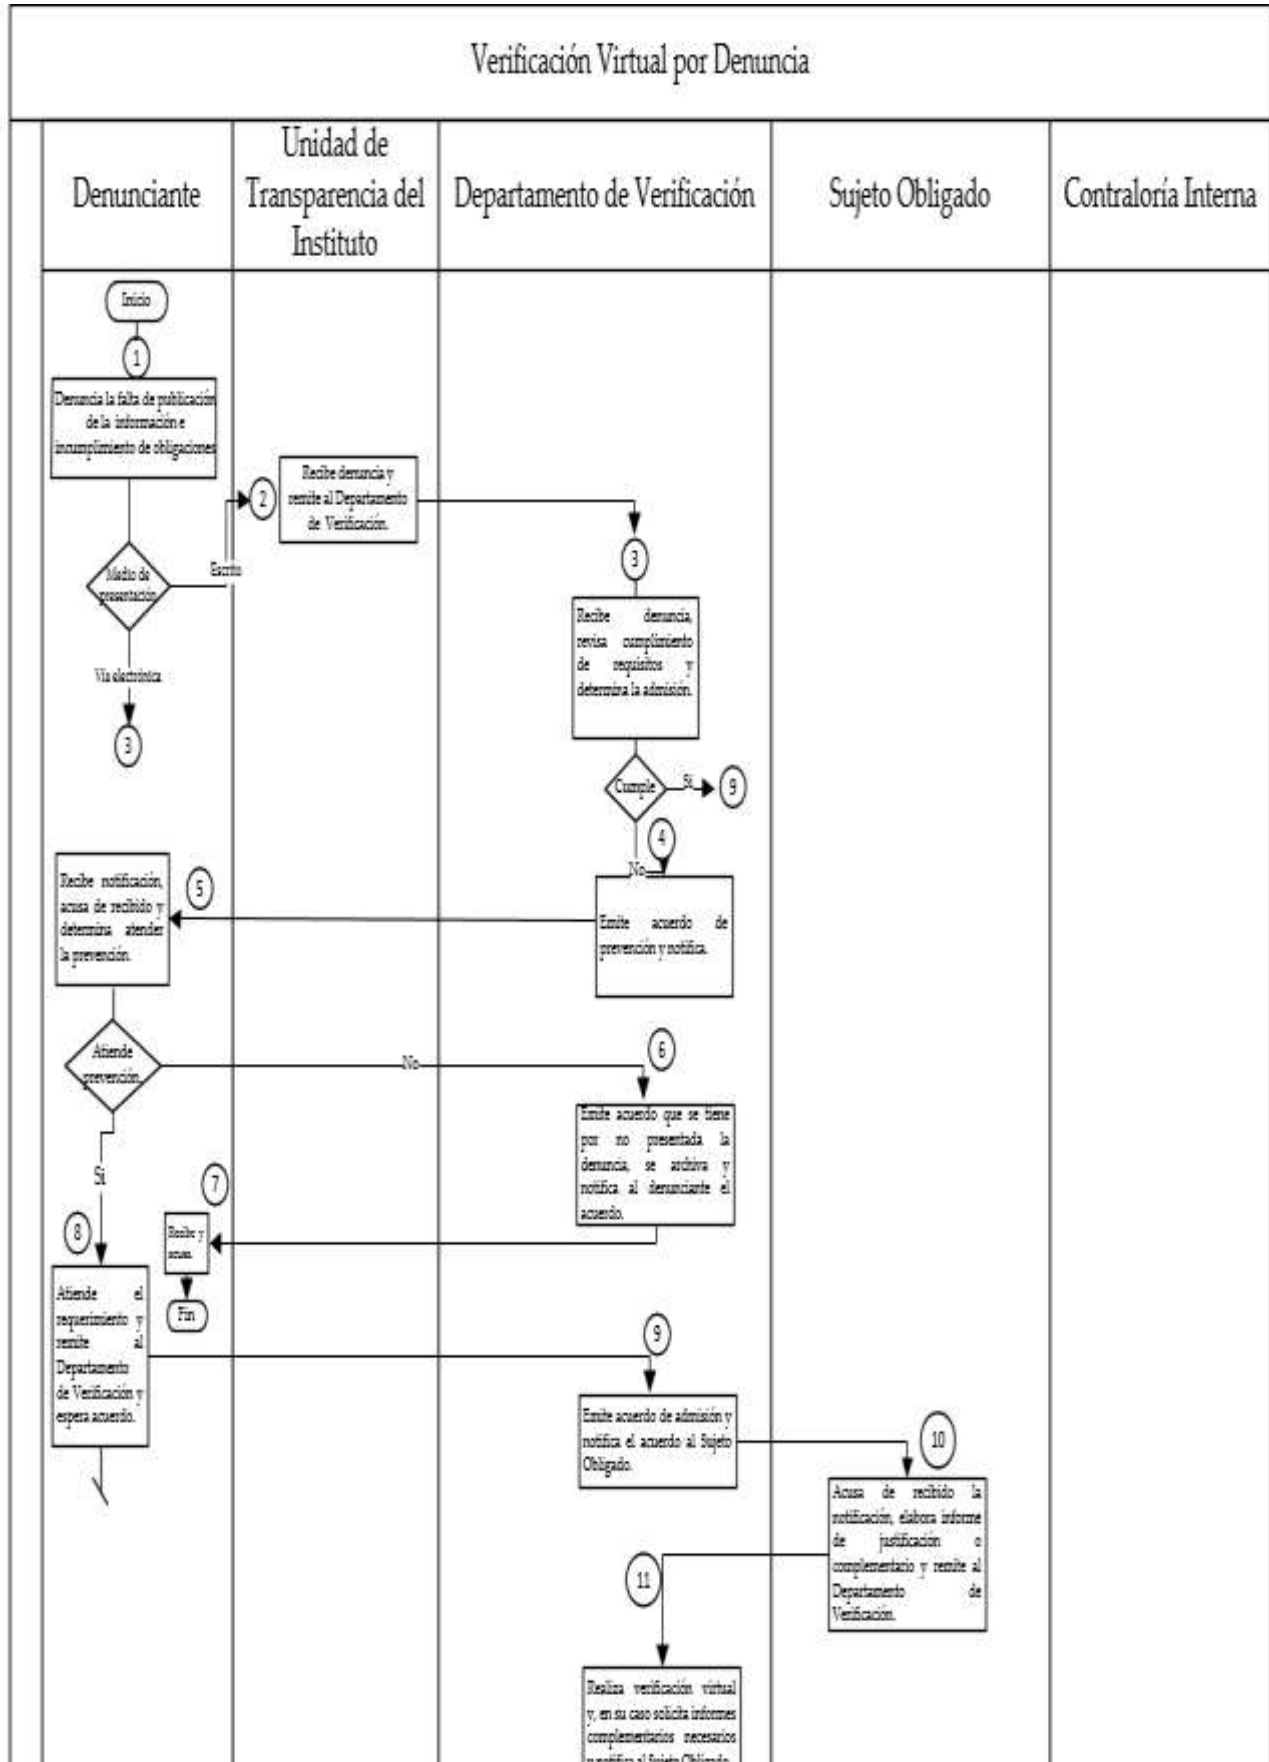 Verificación Virtual por Denuncia
Denunciante
Unidad de
Transparencia del
Instituto
Departamento de Verificación
Sujeto Obligado
Contraloría Interna
Inicio
1
Denuncia la falta de publicación
de la información e
incumplimiento de obligaciones
Medio de
presentación
Escrito
Vía electrónica
3
2
Recibe denuncia y
remite al Departamento
de Verificación.
3
Recibe denuncia,
revisa cumplimiento
de requisitos y
determina la admisión.
Cumple
Si
9
4
No
Emite acuerdo de
prevención y notifica.
5
Recibe notificación,
acusa de recibido y
determina atender
la prevención.
Atiende
prevención
No
6
Emite acuerdo que se tiene
por no presentada la
denuncia, se archiva y
notifica al denunciante el
acuerdo.
Si
7
Recibe y
acusa.
Fin
8
Atiende el
requerimiento y
remite al
Departamento
de Verificación y
espera acuerdo.
9
Emite acuerdo de admisión y
notifica el acuerdo al Sujeto
Obligado.
10
Acusa de recibido la
notificación, elabora informe
de justificación o
complementario y remite al
Departamento de
Verificación.
11
Realiza verificación virtual
y, en su caso solicita informes
complementarios necesarios
y notifica al Sujeto Obligado.